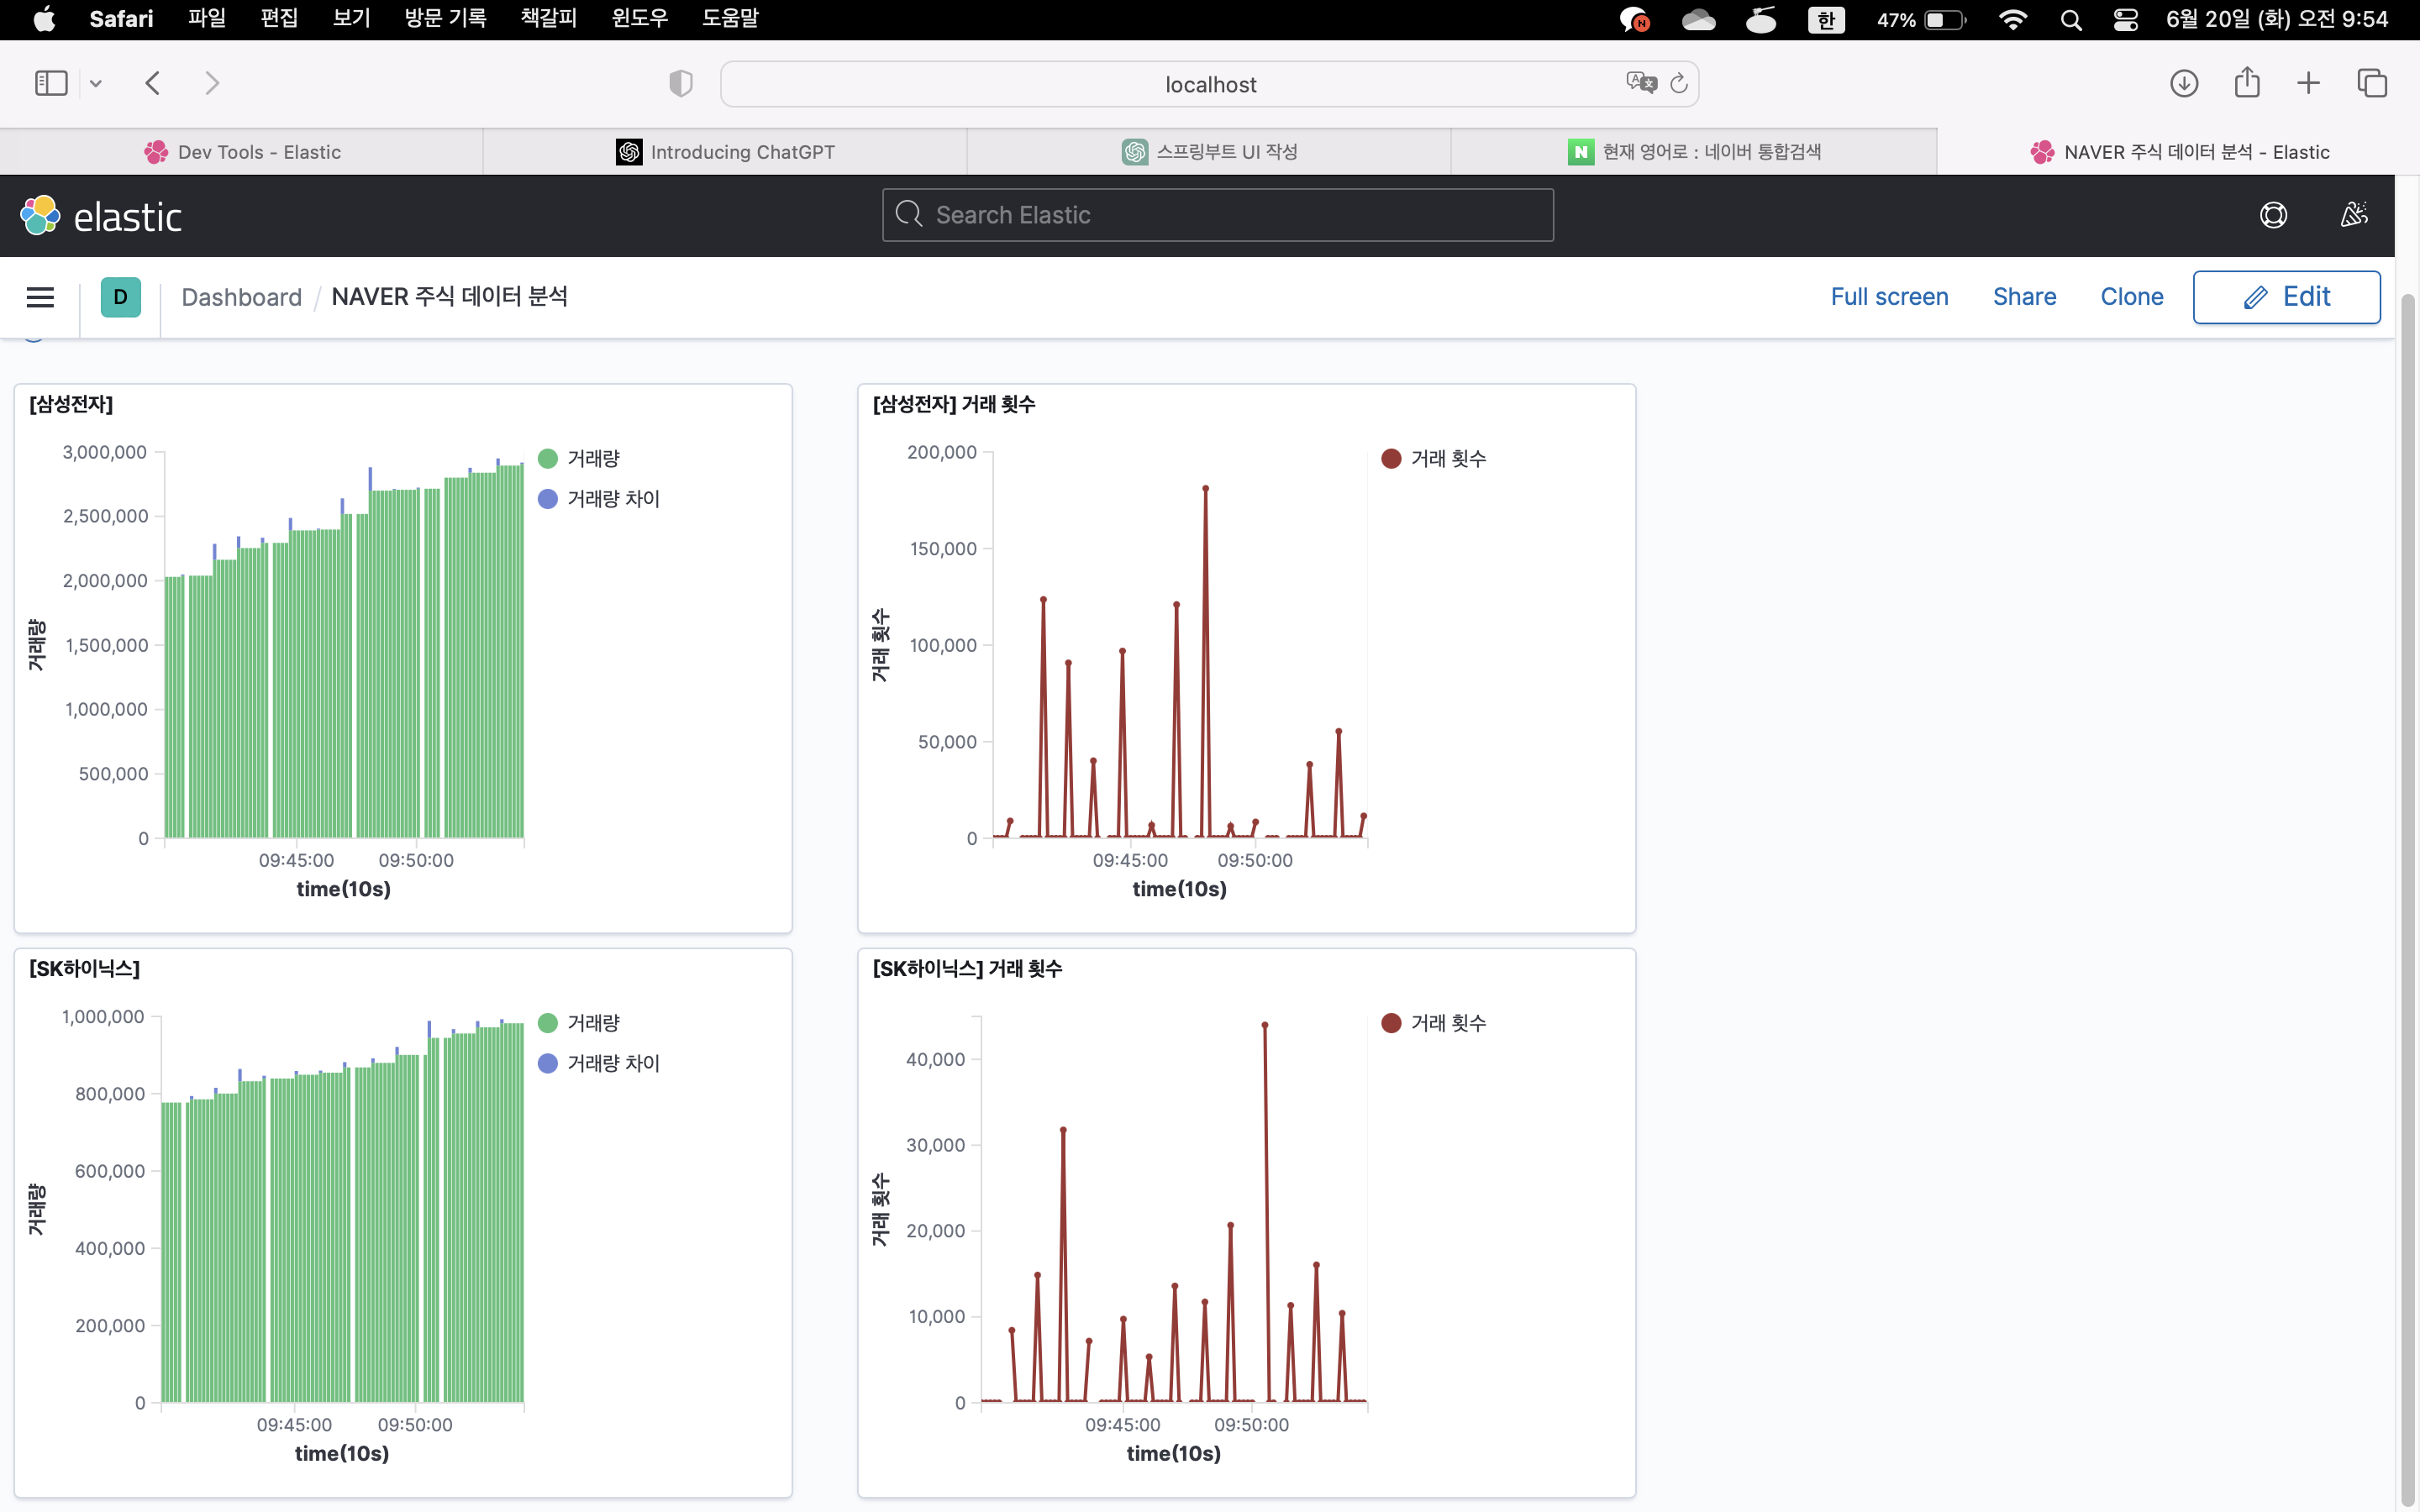 Safari 파일 편집 보기 방문 기록 책갈피 윈도우 도움말 N 한 47% 6월 20일 (화) 오전 9:54
localhost
Dev Tools - Elastic
Introducing ChatGPT
스프링부트 UI 작성
N 현재 영어로 : 네이버 통합검색
NAVER 주식 데이터 분석 - Elastic
elastic
Search Elastic
D Dashboard / NAVER 주식 데이터 분석
Full screen Share Clone Edit
[삼성전자]
거래량
3,000,000
2,500,000
2,000,000
1,500,000
1,000,000
500,000
0
09:45:00 09:50:00
time(10s)
거래량
거래량 차이
[삼성전자] 거래 횟수
거래 횟수
200,000
150,000
100,000
50,000
0
09:45:00 09:50:00
time(10s)
거래 횟수
[SK하이닉스]
거래량
1,000,000
800,000
600,000
400,000
200,000
0
09:45:00 09:50:00
time(10s)
거래량
거래량 차이
[SK하이닉스] 거래 횟수
거래 횟수
40,000
30,000
20,000
10,000
0
09:45:00 09:50:00
time(10s)
거래 횟수